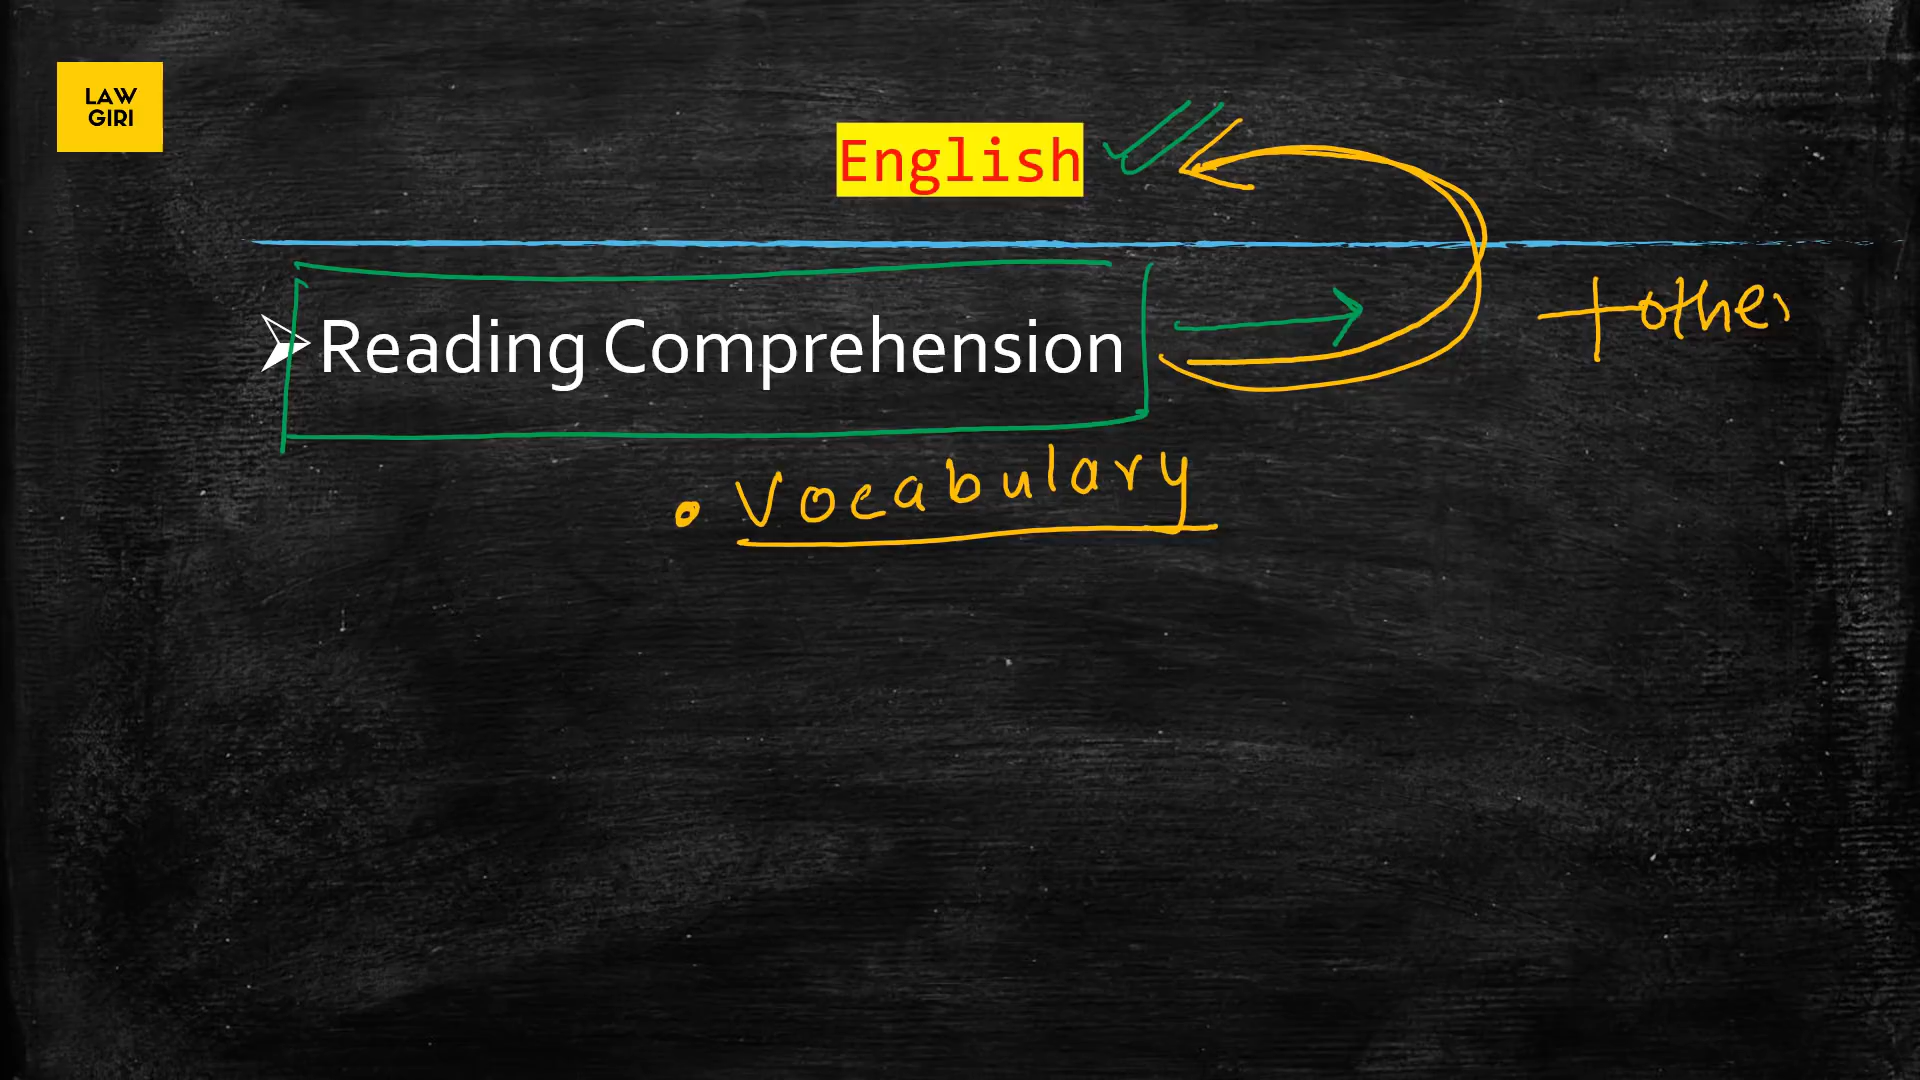 LAW
GIRI
English
+ other
Reading Comprehension
• Vocabulary